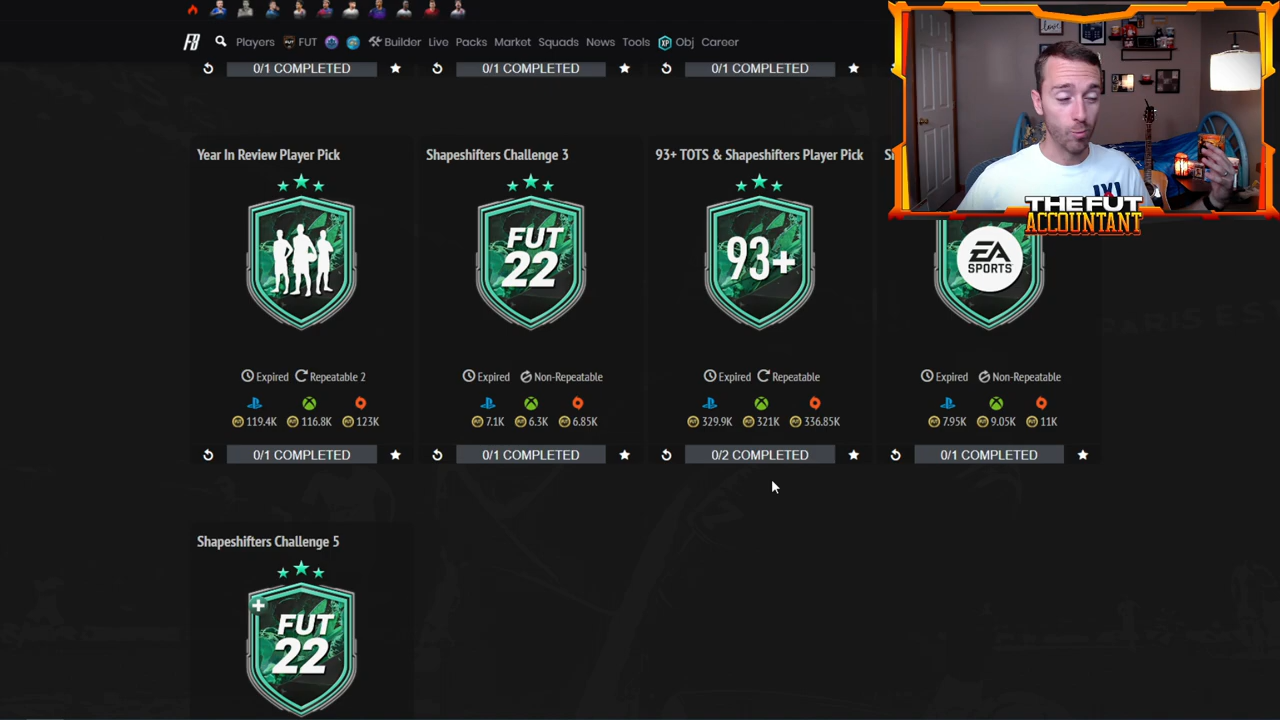 F8 Players FUT Builder Live Packs Market Squads News Tools XP Obj Career
0/1 COMPLETED 0/1 COMPLETED 0/1 COMPLETED
Year In Review Player Pick
Expired Repeatable 2
119.4K 116.8K 123K
0/1 COMPLETED
Shapeshifters Challenge 3
FUT
22
Expired Non-Repeatable
7.1K 6.3K 6.85K
0/1 COMPLETED
93+ TOTS & Shapeshifters Player Pick
93+
Expired Repeatable
329.9K 321K 336.85K
0/2 COMPLETED
EA
SPORTS
Expired Non-Repeatable
7.95K 9.05K 11K
0/1 COMPLETED
Shapeshifters Challenge 5
FUT
22
THE FUT
ACCOUNTANT